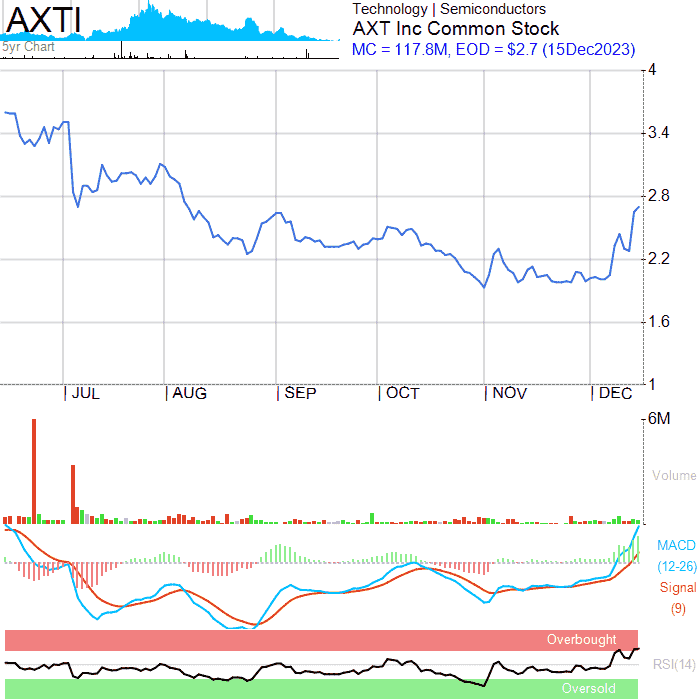 AXTI
5yr Chart
Technology | Semiconductors
AXT Inc Common Stock
MC = 117.8M, EOD = $2.7 (15Dec2023)
4
3.4
2.8
2.2
1.6
1
| JUL | AUG | SEP | OCT | NOV | DEC
6M
Volume
MACD
(12-26)
Signal
(9)
Overbought
RSI(14)
Oversold